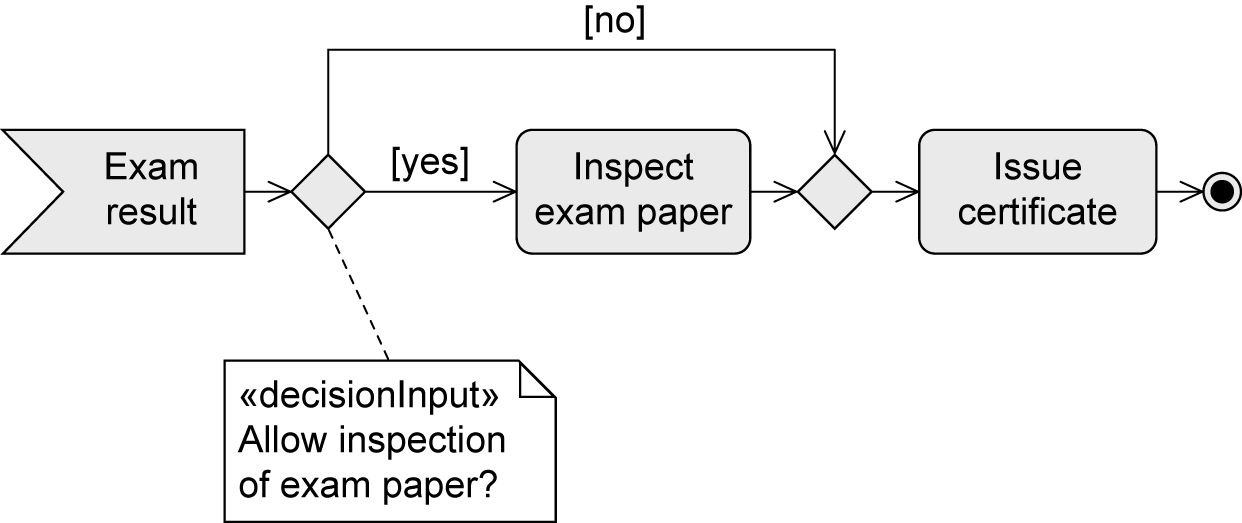 [no]
Exam
result
[yes]
Inspect
exam paper
Issue
certificate
«decisionInput»
Allow inspection
of exam paper?